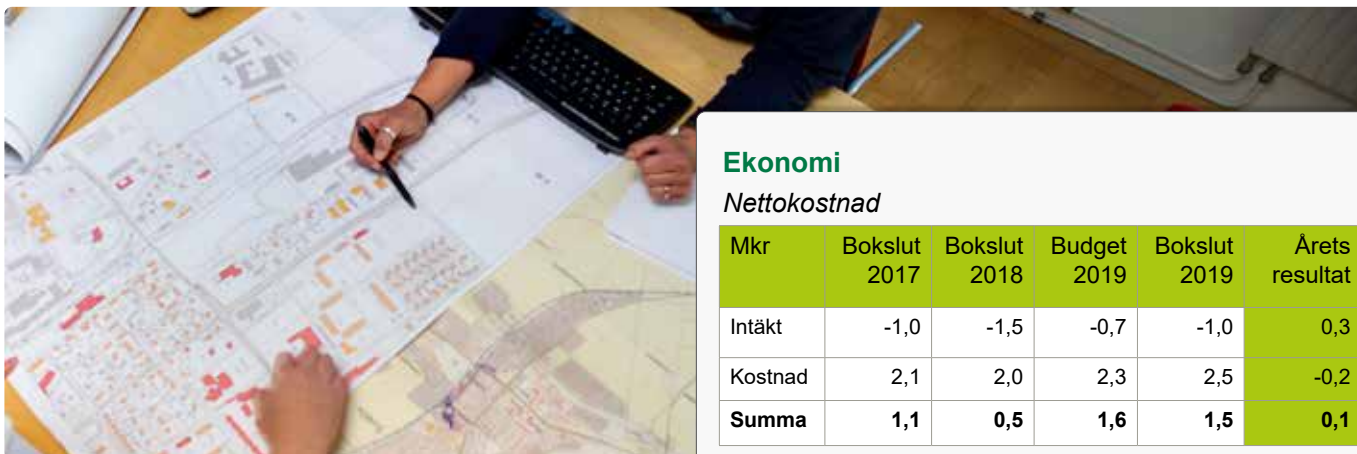 Ekonomi
Nettokostnad
Mkr Bokslut 2017 Bokslut 2018 Budget 2019 Bokslut 2019 Årets resultat
Intäkt -1,0 -1,5 -0,7 -1,0 0,3
Kostnad 2,1 2,0 2,3 2,5 -0,2
Summa 1,1 0,5 1,6 1,5 0,1